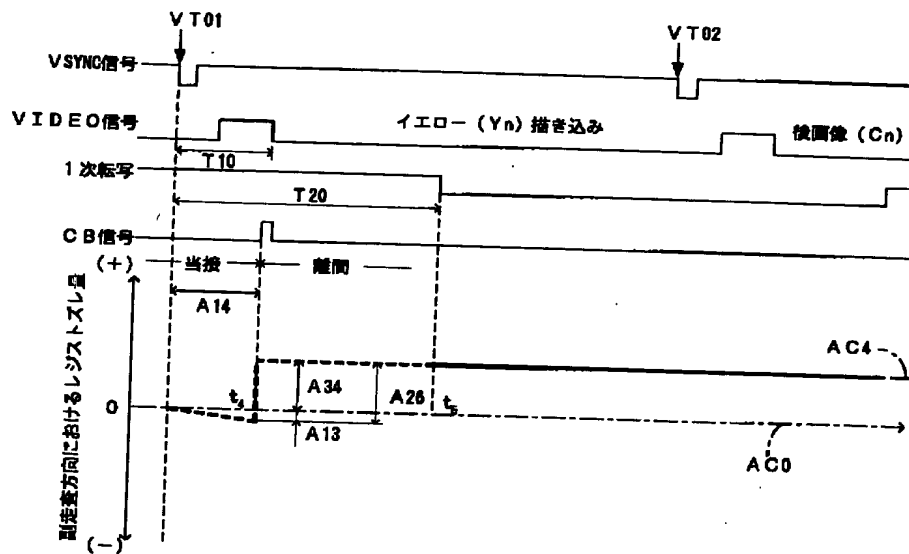 VT01
VT02
VSYNC信号
VIDEO信号
イエロー(Yn)描き込み
後画像(Cn)
T10
1次転写
T20
CB信号
(+)
当接
離間
A14
副走査方向におけるレジストズレ量
AC4
t4
A34
A26
t5
0
A13
AC0
(-)